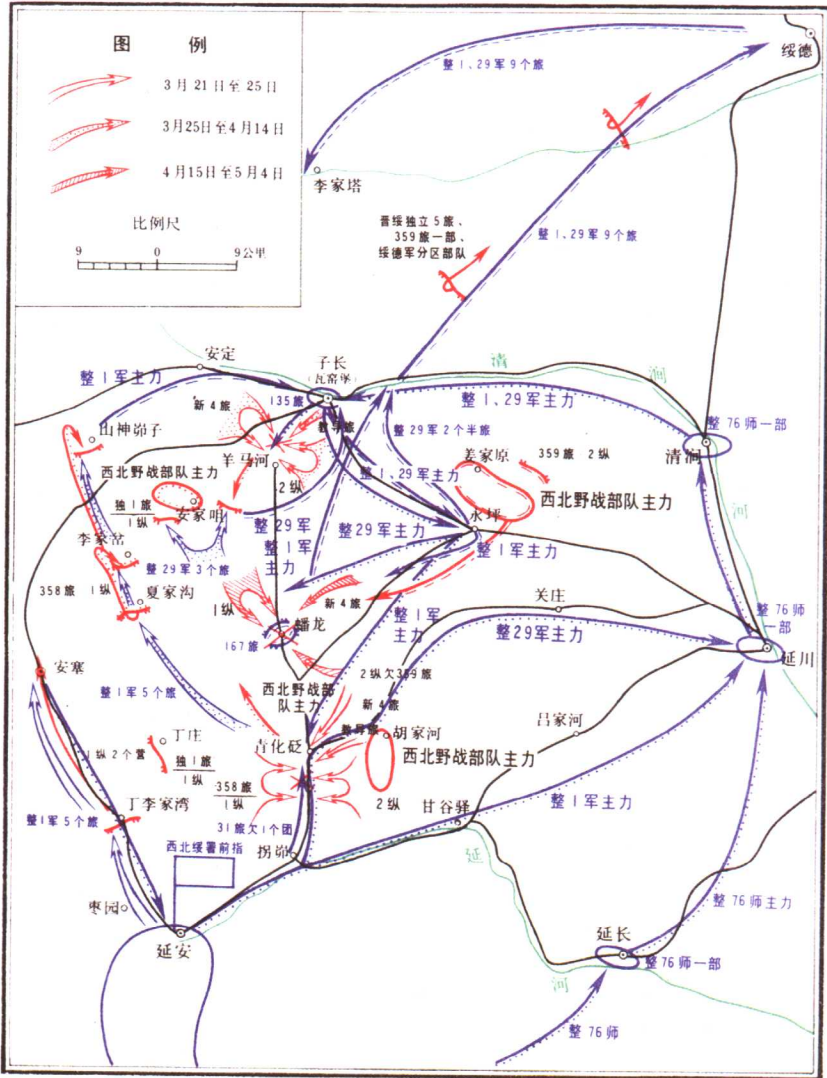 图 例
3月21日至25日
3月25日至4月14日
4月15日至5月4日
比例尺
9 0 9公里
绥德
整1、29军9个旅
李家塔
晋绥独立5旅、
359旅一部、
绥德军分区部队
整1、29军9个旅
安定
子长
(瓦窑堡)
清
涧
河
整1军主力
新4旅
135旅
教导旅
整1、29军主力
整29军2个半旅
整76师一部
清涧
山神峁子
羊马河
2纵
西北野战部队主力
独1旅
1纵
安家咀
整1、29军主力
姜家原
359旅 2纵
西北野战部队主力
永坪
李家岔
整29军3个旅
整29军
整1军
主力
整29军主力
整1军主力
358旅 1纵
夏家沟
1纵
新4旅
蟠龙
167旅
整1军
主力
关庄
整29军主力
整76师
一部
延川
安塞
整1军5个旅
西北野战部
队主力
2纵欠359旅
新4旅
教导旅
胡家河
西北野战部队主力
吕家河
丁庄
1纵2个营
独1旅
1纵
青化砭
358旅
1纵
2纵
甘谷驿
整1军主力
丁李家湾
整1军5个旅
31旅欠1个团
西北绥署前指
拐峁
延
河
枣园
延安
整76师主力
延长
整76师一部
整76师